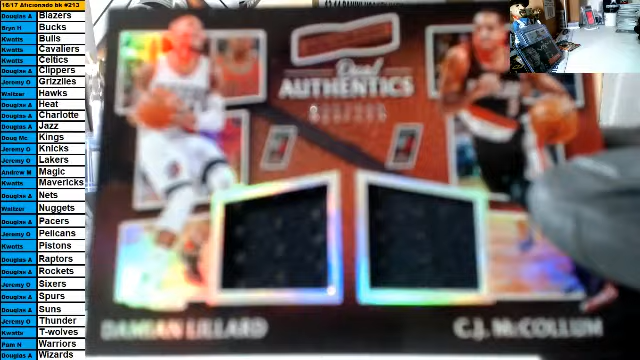 16/17 Aficionado bk #213
Douglas A Blazers
Bryn H Bucks
Kwatts Bulls
Kwatts Cavaliers
Kwatts Celtics
Douglas A Clippers
Jeremy O Grizzlies
Waltzer Hawks
Douglas A Heat
Douglas A Charlotte
Douglas A Jazz
Doug Mc Kings
Jeremy O Knicks
Jeremy O Lakers
Andrew M Magic
Kwatts Mavericks
Douglas A Nets
Waltzer Nuggets
Douglas A Pacers
Jeremy O Pelicans
Kwatts Pistons
Douglas A Raptors
Douglas A Rockets
Jeremy O Sixers
Douglas A Spurs
Douglas A Suns
Jeremy O Thunder
Kwatts T-wolves
Pam H Warriors
Douglas A Wizards
Dual
AUTHENTICS
DAMIAN LILLARD
C.J. McCOLLUM